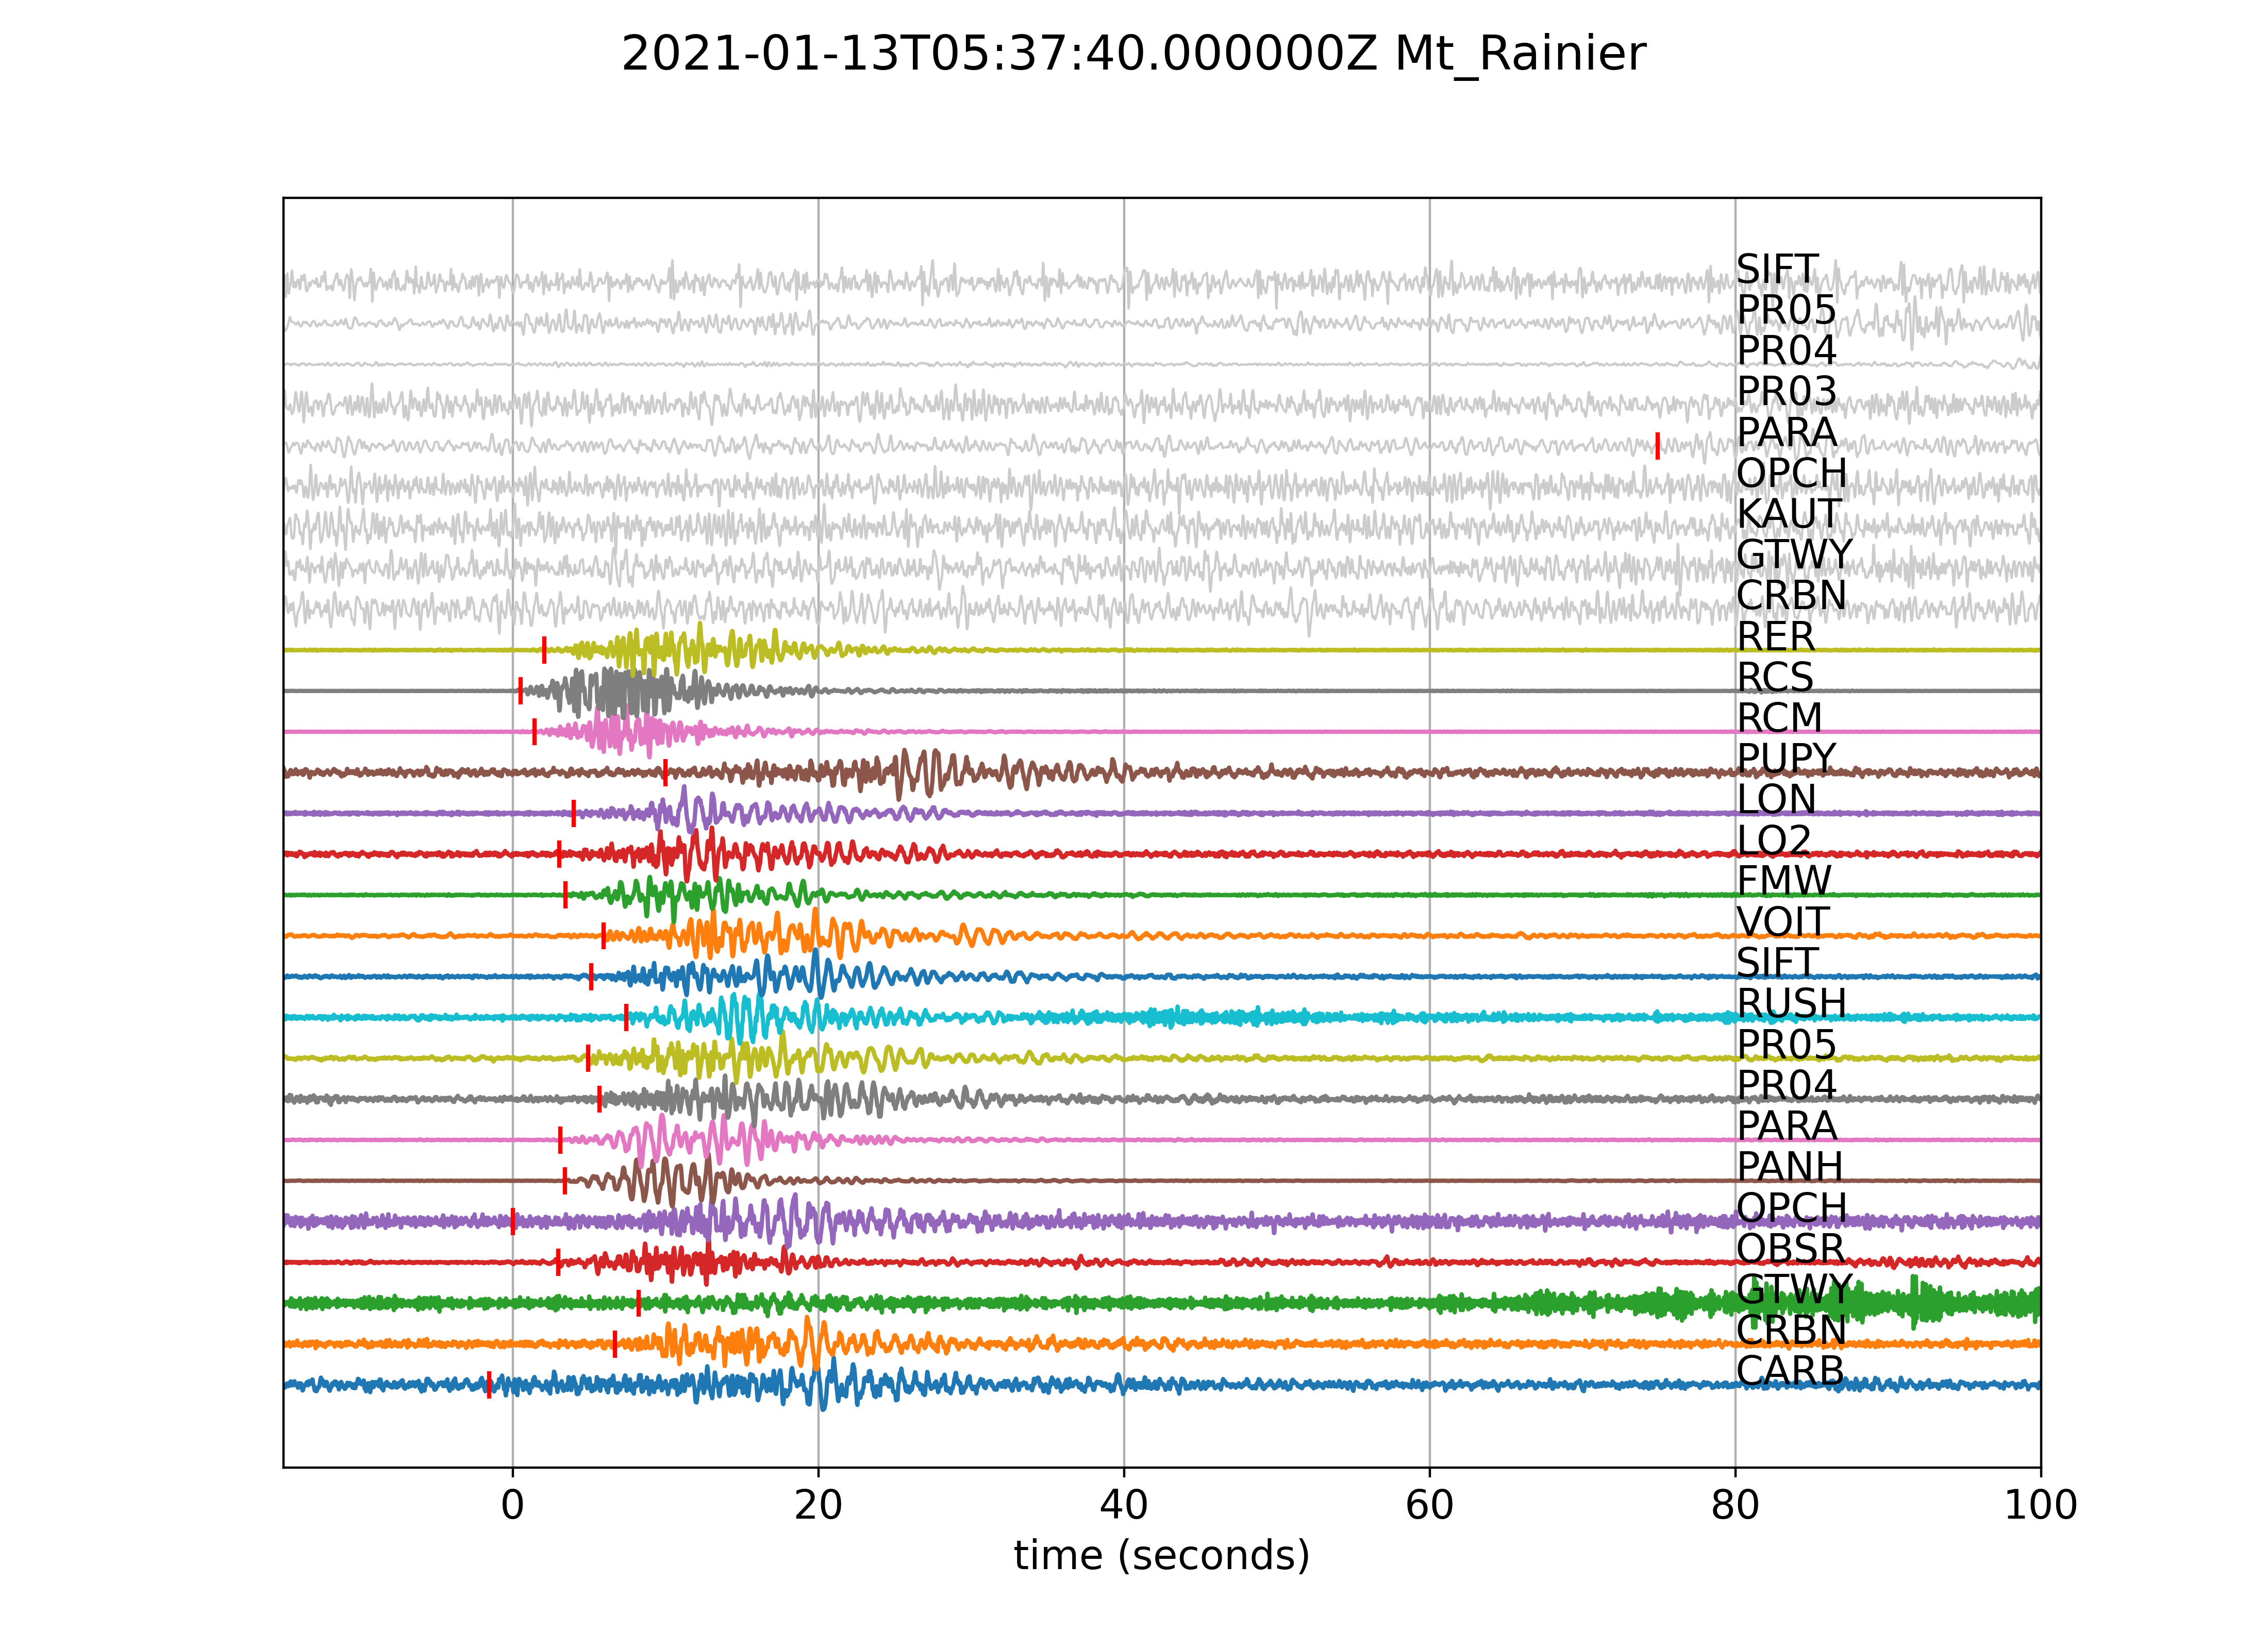 2021-01-13T05:37:40.000000Z Mt_Rainier
SIFT
PR05
PR04
PR03
PARA
OPCH
KAUT
GTWY
CRBN
RER
RCS
RCM
PUPY
LON
LO2
FMW
VOIT
SIFT
RUSH
PR05
PR04
PARA
PANH
OPCH
OBSR
GTWY
CRBN
CARB
0 20 40 60 80 100
time (seconds)